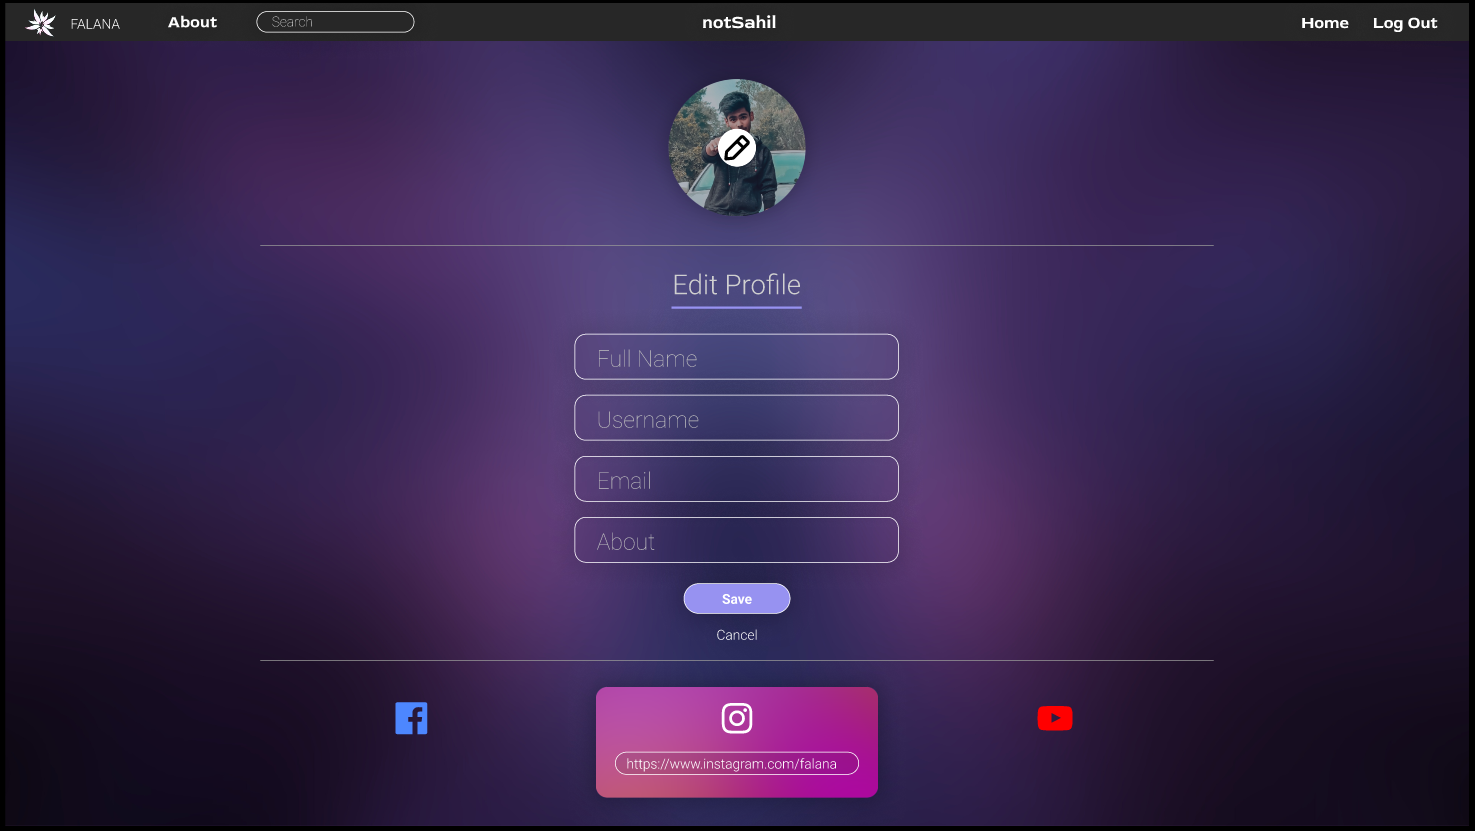 FALANA
About
Search
notSahil
Home
Log Out
Edit Profile
Full Name
Username
Email
About
Save
Cancel
https://www.instagram.com/falana